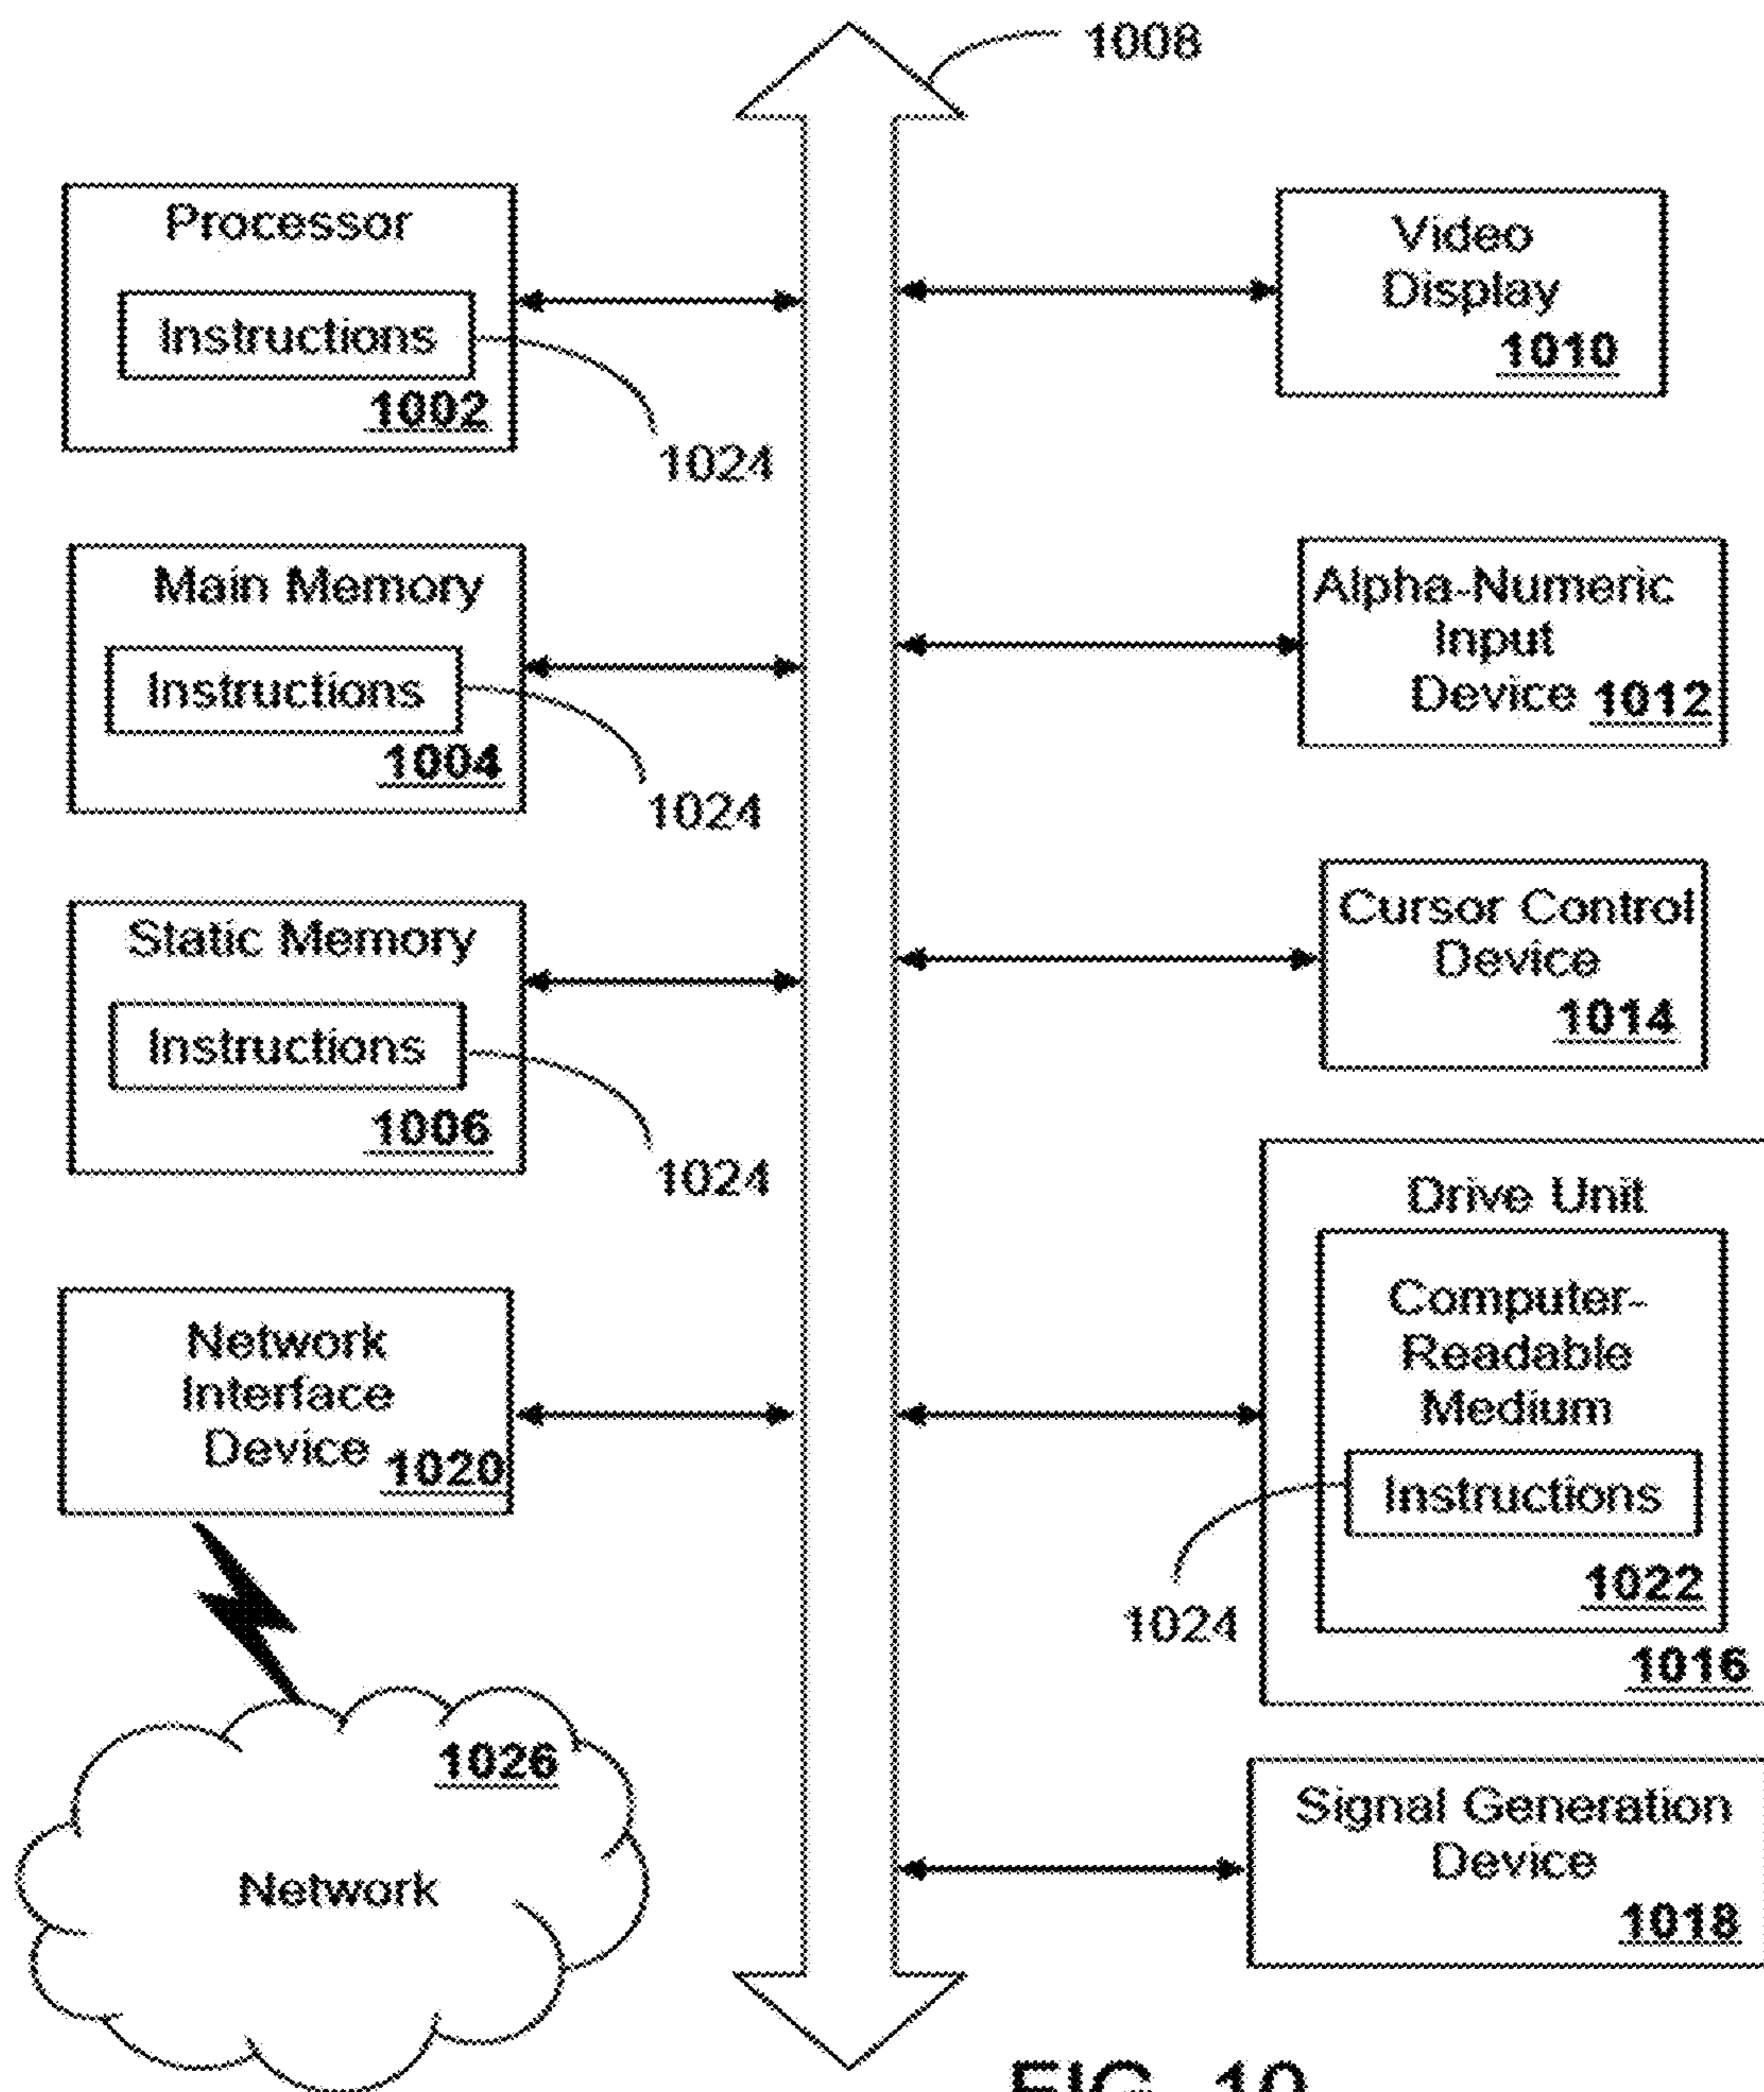 1008
Processor
Instructions
1002
1024
Video
Display
1010
Main Memory
Instructions
1004
1024
Alpha-Numeric
Input
Device 1012
Static Memory
Instructions
1006
1024
Cursor Control
Device
1014
Network
Interface
Device 1020
Drive Unit
Computer-
Readable
Medium
Instructions
1022
1024
1016
1026
Network
Signal Generation
Device
1018
FIG. 10